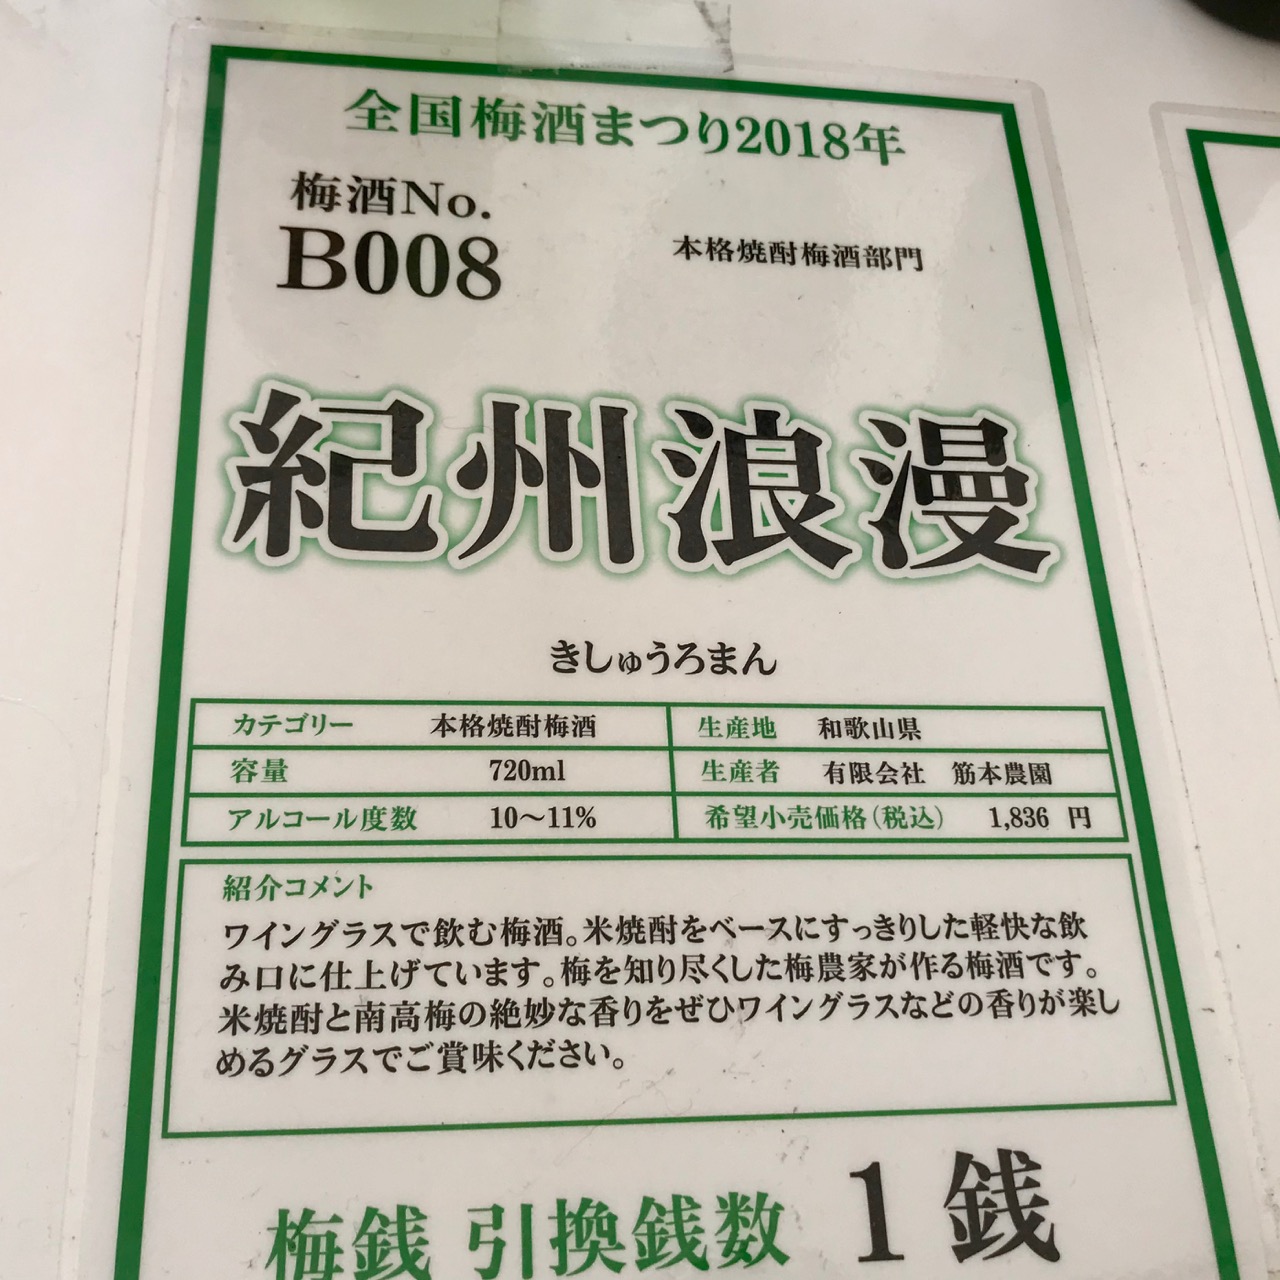 全国梅酒まつり2018年
梅酒No.
B008
本格焼酎梅酒部門
紀州浪漫
きしゅうろまん
カテゴリー 本格焼酎梅酒 生産地 和歌山県
容量 720ml 生産者 有限会社 筋本農園
アルコール度数 10～11% 希望小売価格(税込) 1,836 円
紹介コメント
ワイングラスで飲む梅酒。米焼酎をベースにすっきりした軽快な飲
み口に仕上げています。梅を知り尽くした梅農家が作る梅酒です。
米焼酎と南高梅の絶妙な香りをぜひワイングラスなどの香りが楽し
めるグラスでご賞味ください。
梅銭 引換銭数 1 銭